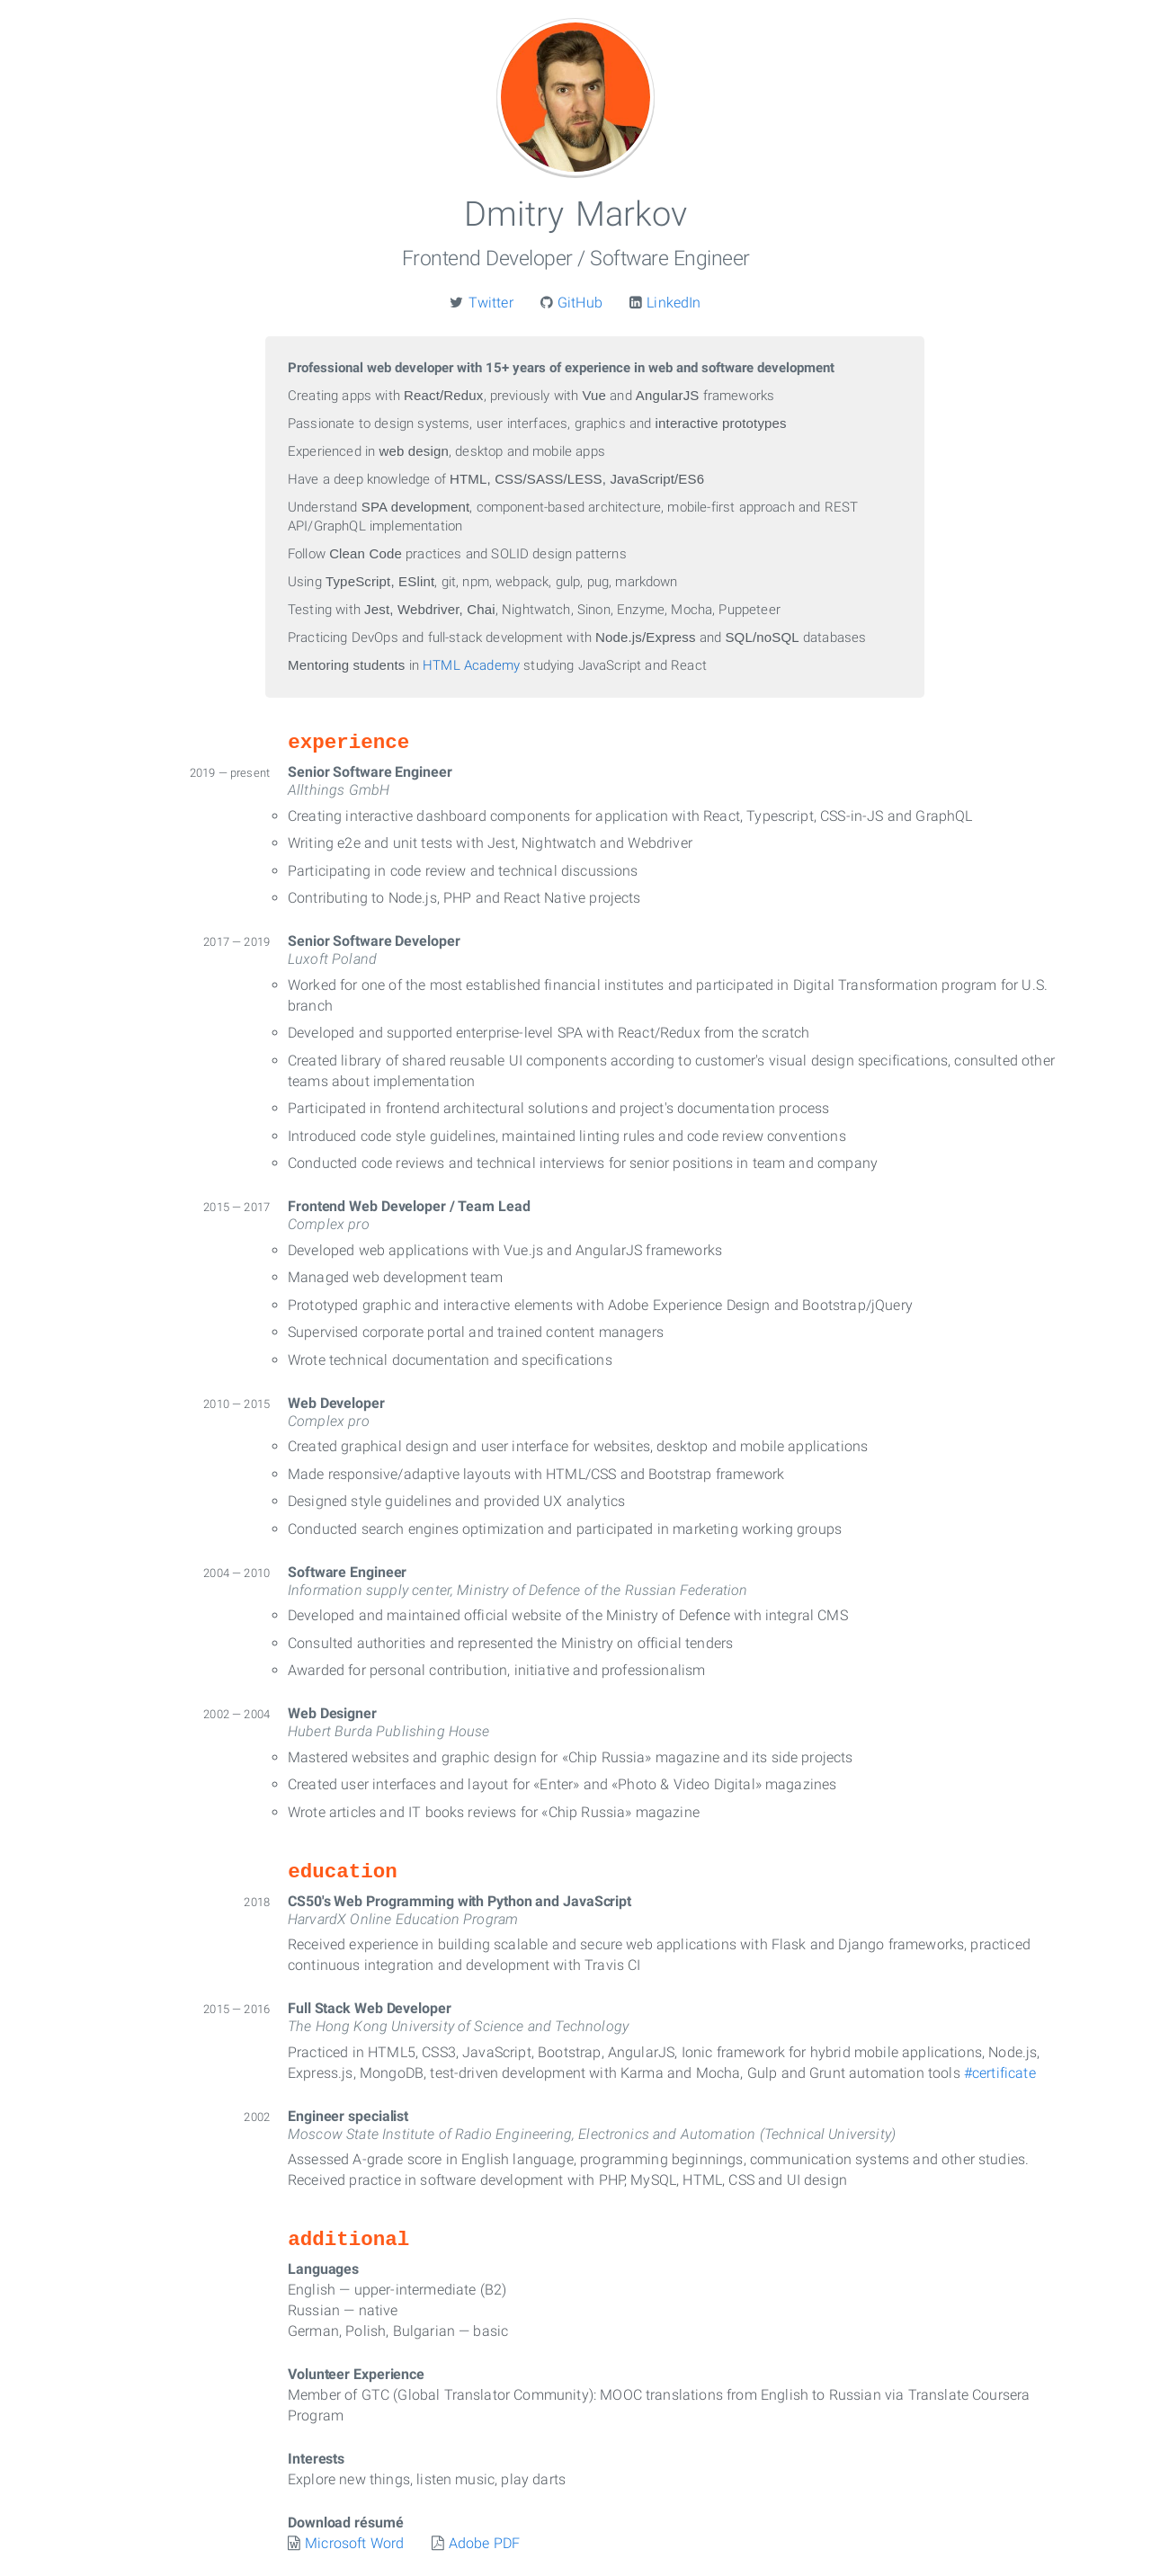 Dmitry Markov
Frontend Developer / Software Engineer
Twitter GitHub LinkedIn
Professional web developer with 15+ years of experience in web and software development
Creating apps with React/Redux, previously with Vue and AngularJS frameworks
Passionate to design systems, user interfaces, graphics and interactive prototypes
Experienced in web design, desktop and mobile apps
Have a deep knowledge of HTML, CSS/SASS/LESS, JavaScript/ES6
Understand SPA development, component-based architecture, mobile-first approach and REST
API/GraphQL implementation
Follow Clean Code practices and SOLID design patterns
Using TypeScript, ESlint, git, npm, webpack, gulp, pug, markdown
Testing with Jest, Webdriver, Chai, Nightwatch, Sinon, Enzyme, Mocha, Puppeteer
Practicing DevOps and full-stack development with Node.js/Express and SQL/noSQL databases
Mentoring students in HTML Academy studying JavaScript and React
experience
2019 — present Senior Software Engineer
Allthings GmbH
Creating interactive dashboard components for application with React, Typescript, CSS-in-JS and GraphQL
Writing e2e and unit tests with Jest, Nightwatch and Webdriver
Participating in code review and technical discussions
Contributing to Node.js, PHP and React Native projects
2017 — 2019 Senior Software Developer
Luxoft Poland
Worked for one of the most established financial institutes and participated in Digital Transformation program for U.S.
branch
Developed and supported enterprise-level SPA with React/Redux from the scratch
Created library of shared reusable UI components according to customer's visual design specifications, consulted other
teams about implementation
Participated in frontend architectural solutions and project's documentation process
Introduced code style guidelines, maintained linting rules and code review conventions
Conducted code reviews and technical interviews for senior positions in team and company
2015 — 2017 Frontend Web Developer / Team Lead
Complex pro
Developed web applications with Vue.js and AngularJS frameworks
Managed web development team
Prototyped graphic and interactive elements with Adobe Experience Design and Bootstrap/jQuery
Supervised corporate portal and trained content managers
Wrote technical documentation and specifications
2010 — 2015 Web Developer
Complex pro
Created graphical design and user interface for websites, desktop and mobile applications
Made responsive/adaptive layouts with HTML/CSS and Bootstrap framework
Designed style guidelines and provided UX analytics
Conducted search engines optimization and participated in marketing working groups
2004 — 2010 Software Engineer
Information supply center, Ministry of Defence of the Russian Federation
Developed and maintained official website of the Ministry of Defenсe with integral CMS
Consulted authorities and represented the Ministry on official tenders
Awarded for personal contribution, initiative and professionalism
2002 — 2004 Web Designer
Hubert Burda Publishing House
Mastered websites and graphic design for «Chip Russia» magazine and its side projects
Created user interfaces and layout for «Enter» and «Photo & Video Digital» magazines
Wrote articles and IT books reviews for «Chip Russia» magazine
education
2018 CS50's Web Programming with Python and JavaScript
HarvardX Online Education Program
Received experience in building scalable and secure web applications with Flask and Django frameworks, practiced
continuous integration and development with Travis CI
2015 — 2016 Full Stack Web Developer
The Hong Kong University of Science and Technology
Practiced in HTML5, CSS3, JavaScript, Bootstrap, AngularJS, Ionic framework for hybrid mobile applications, Node.js,
Express.js, MongoDB, test-driven development with Karma and Mocha, Gulp and Grunt automation tools #certificate
2002 Engineer specialist
Moscow State Institute of Radio Engineering, Electronics and Automation (Technical University)
Assessed A-grade score in English language, programming beginnings, communication systems and other studies.
Received practice in software development with PHP, MySQL, HTML, CSS and UI design
additional
Languages
English — upper-intermediate (B2)
Russian — native
German, Polish, Bulgarian — basic
Volunteer Experience
Member of GTC (Global Translator Community): MOOC translations from English to Russian via Translate Coursera
Program
Interests
Explore new things, listen music, play darts
Download résumé
Microsoft Word Adobe PDF